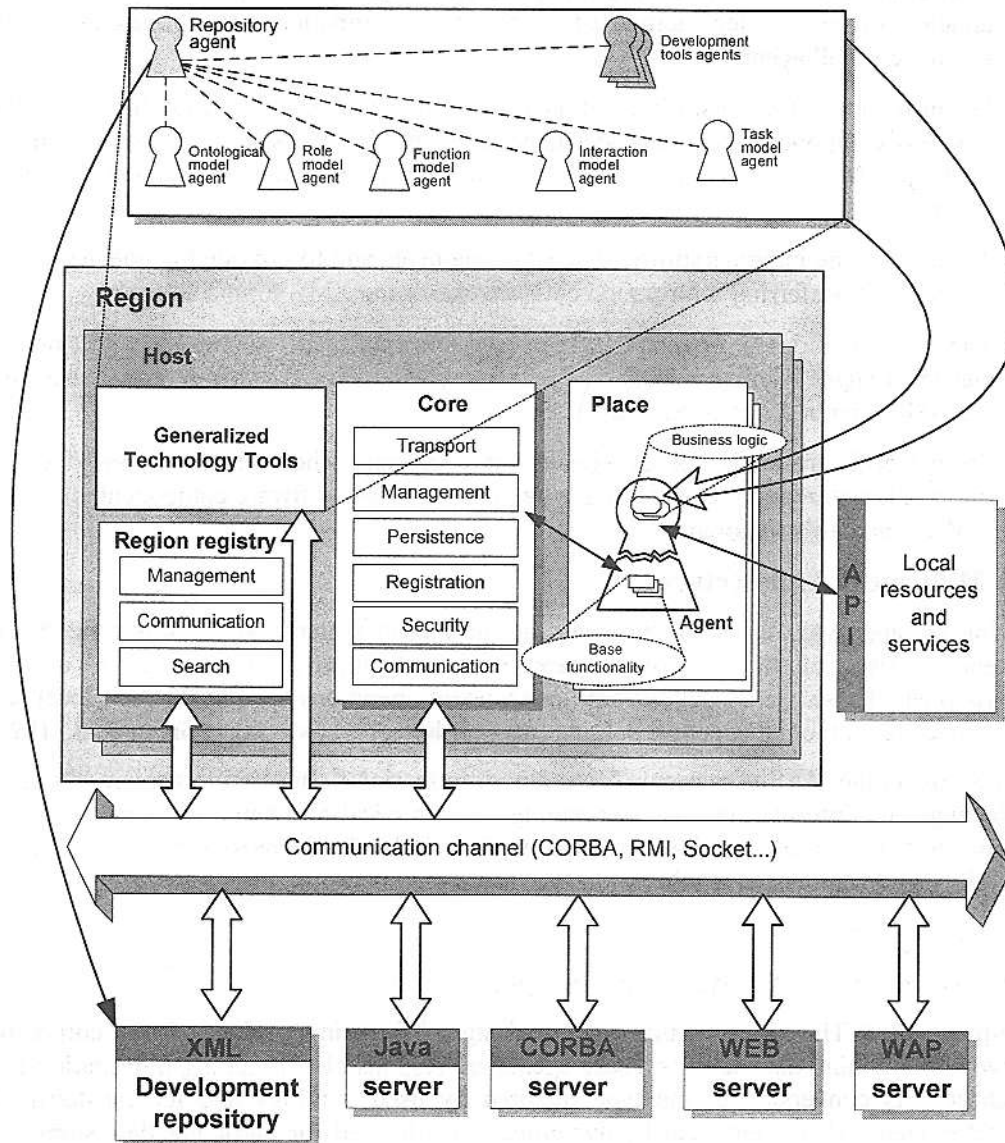 Repository
agent
Development
tools agents
Ontological
model
agent
Role
model
agent
Function
model
agent
Interaction
model
agent
Task
model
agent
Region
Host
Generalized
Technology Tools
Region registry
Management
Communication
Search
Core
Transport
Management
Persistence
Registration
Security
Communication
Place
Business logic
Agent
Base
functionality
API
Local
resources
and
services
Communication channel (CORBA, RMI, Socket...)
XML
Development
repository
Java
server
CORBA
server
WEB
server
WAP
server